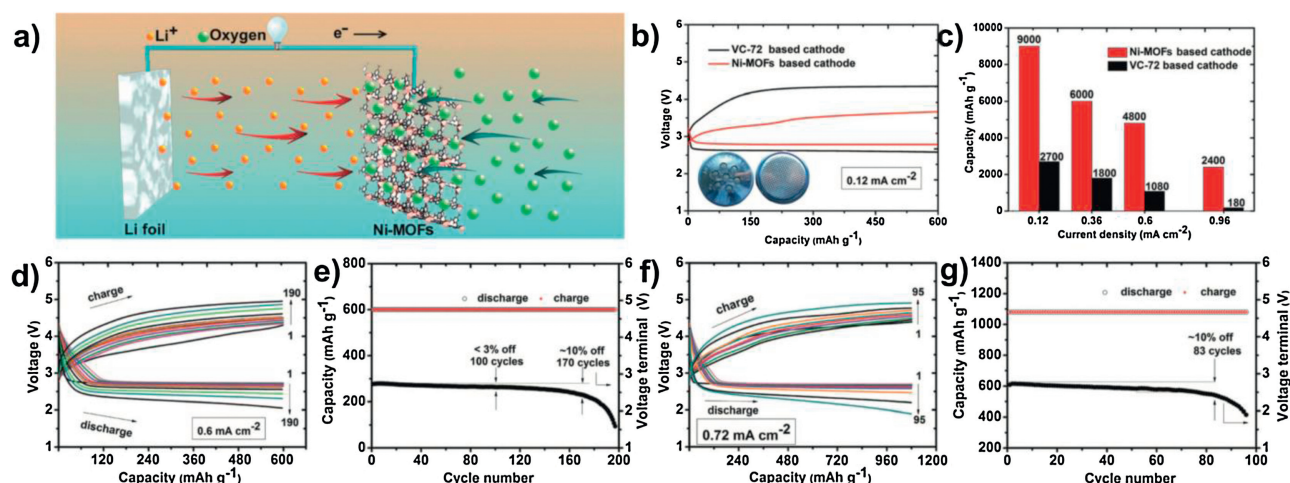 a)
Li+
Oxygen
e-
Li foil
Ni-MOFs
b)
6
5
4
3
2
1
Voltage (V)
VC-72 based cathode
Ni-MOFs based cathode
0.12 mA cm-2
0
150
300
450
600
Capacity (mAh g-1)
c)
10000
8000
6000
4000
2000
0
Capacity (mAh g-1)
Ni-MOFs based cathode
VC-72 based cathode
9000
2700
6000
1800
4800
1080
2400
180
0.12
0.36
0.6
0.96
Current density (mA cm-2)
d)
6
5
4
3
2
1
Voltage (V)
charge
190
1
1
190
discharge
0.6 mA cm-2
120
240
360
480
600
Capacity (mAh g-1)
e)
800
600
400
200
0
Capacity (mAh g-1)
discharge
charge
< 3% off
100 cycles
~10% off
170 cycles
6
5
4
3
2
1
Voltage terminal (V)
0
40
80
120
160
200
Cycle number
f)
6
5
4
3
2
1
Voltage (V)
charge
95
1
1
95
discharge
0.72 mA cm-2
240
480
720
960
1200
Capacity (mAh g-1)
g)
1400
1200
1000
800
600
400
200
Capacity (mAh g-1)
discharge
charge
~10% off
83 cycles
6
5
4
3
2
1
Voltage terminal (V)
0
20
40
60
80
100
Cycle number